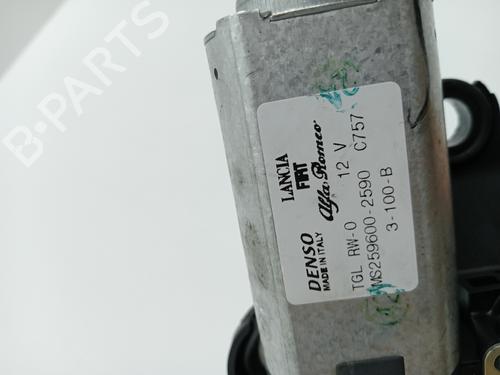 B-PARTS
LANCIA
FIAT
Alfa Romeo
DENSO
MADE IN ITALY
12 V
TGL RW-0
MS259600-2590 C757
3-100-B